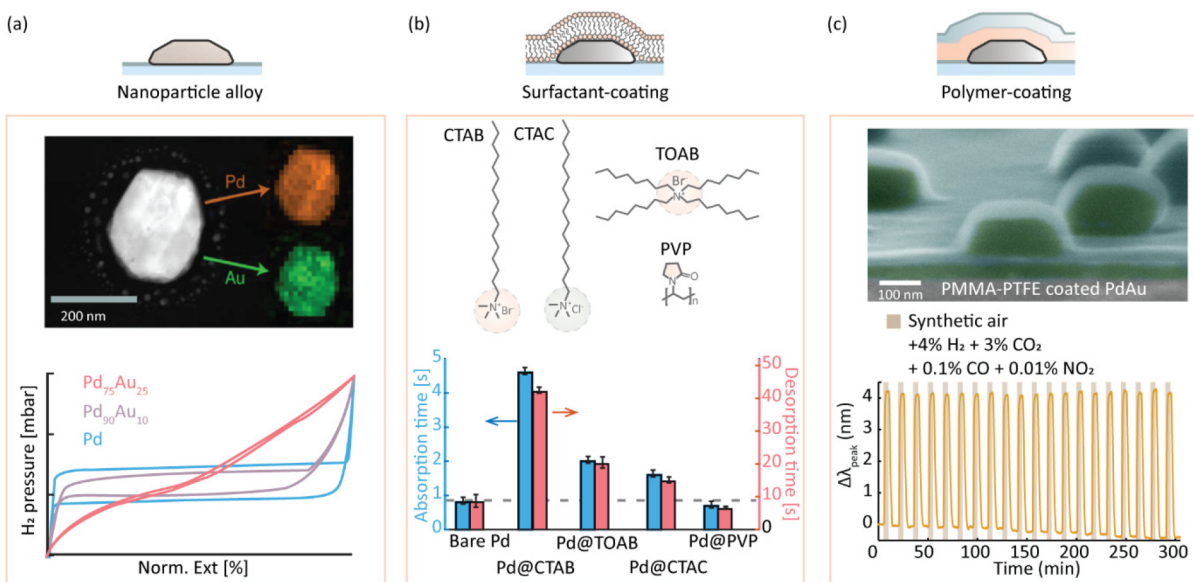 (a)
Nanoparticle alloy
Pd
Au
200 nm
H₂ pressure [mbar]
Pd₇₅Au₂₅
Pd₉₀Au₁₀
Pd
Norm. Ext [%]
(b)
Surfactant-coating
CTAB
CTAC
TOAB
Br⁻
N⁺
PVP
N
O
n
N⁺
Br⁻
N⁺
Cl⁻
Absorption time [s]
5
4
3
2
1
0
50
40
30
20
10
0
Desorption time [s]
Bare Pd
Pd@TOAB
Pd@PVP
Pd@CTAB
Pd@CTAC
(c)
Polymer-coating
100 nm
PMMA-PTFE coated PdAu
Synthetic air
+4% H₂ + 3% CO₂
+ 0.1% CO + 0.01% NO₂
Δλpeak (nm)
4
2
0
0 50 100 150 200 250 300
Time (min)